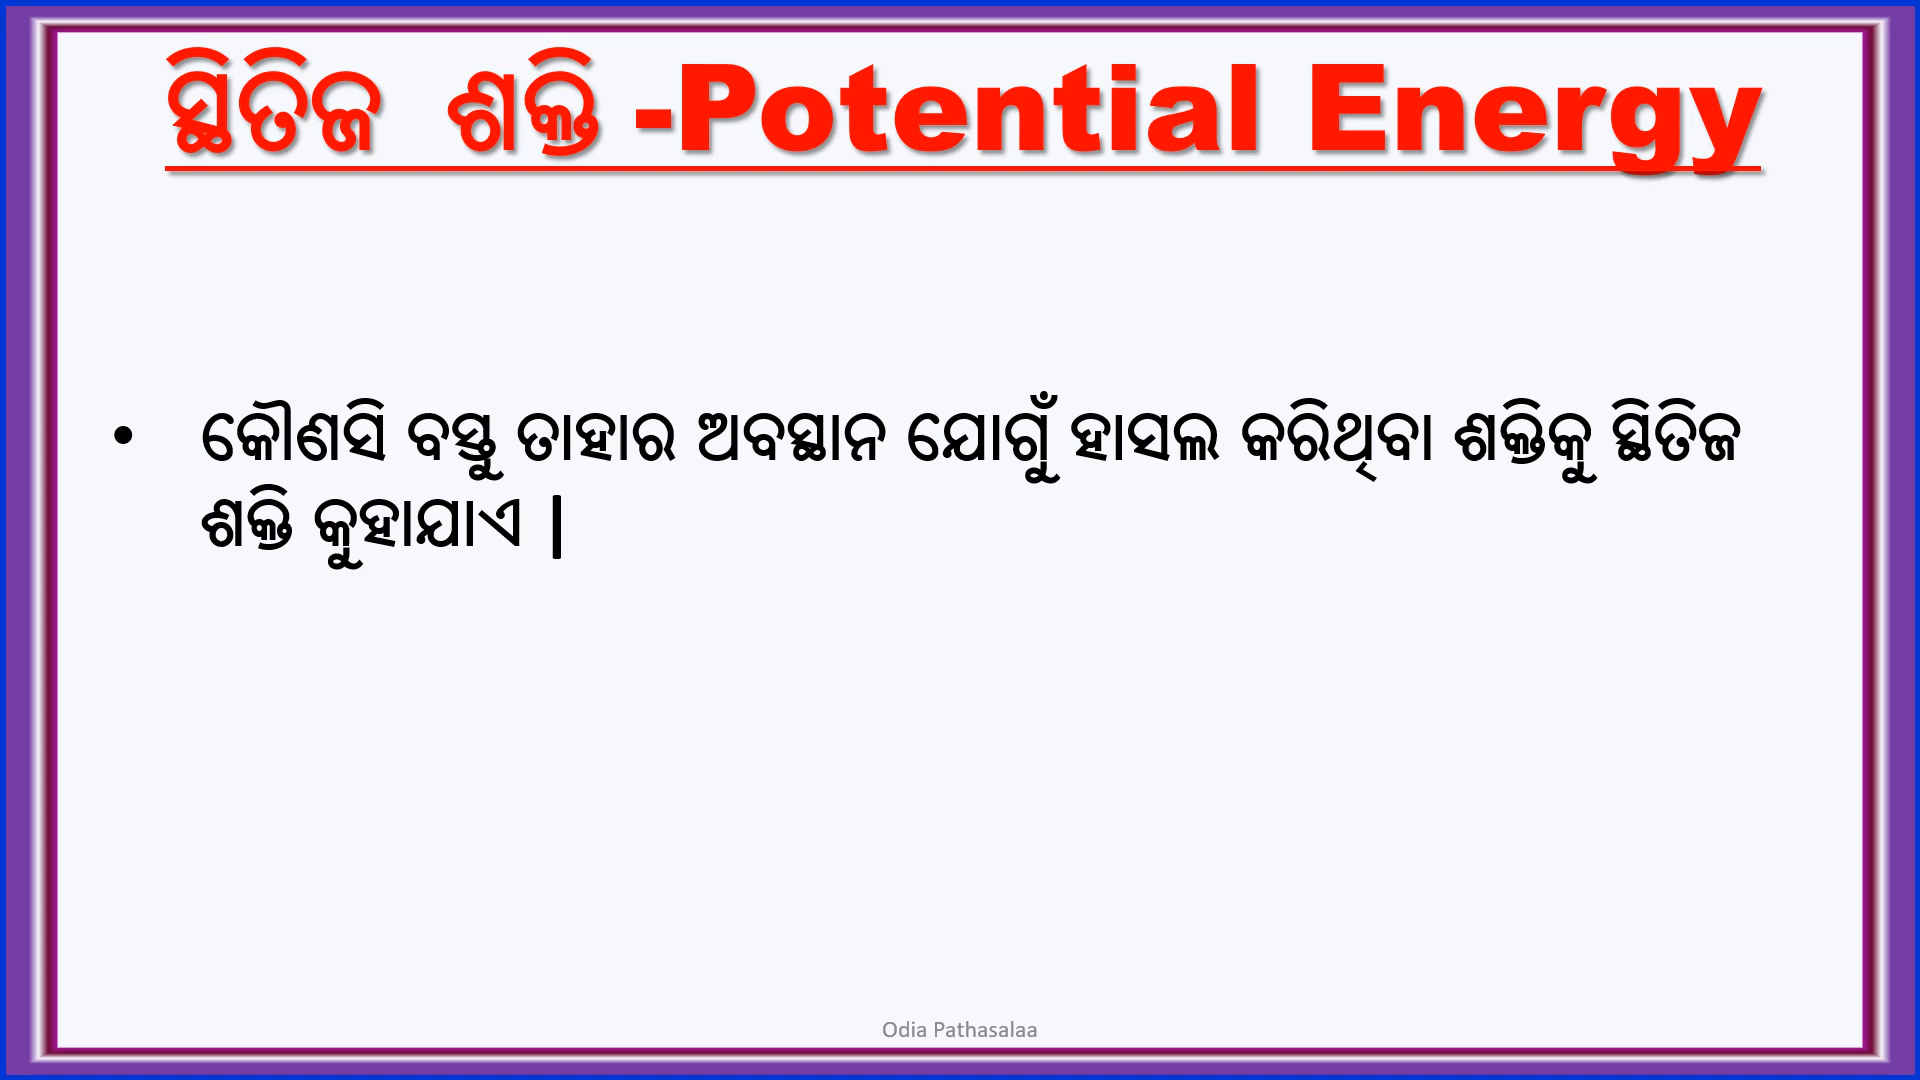 ସ୍ଥିତିଜ ଶକ୍ତି -Potential Energy
• କୌଣସି ବସ୍ତୁ ତାହାର ଅବସ୍ଥାନ ଯୋଗୁଁ ହାସଲ କରିଥିବା ଶକ୍ତିକୁ ସ୍ଥିତିଜ
ଶକ୍ତି କୁହାଯାଏ |
Odia Pathasalaa